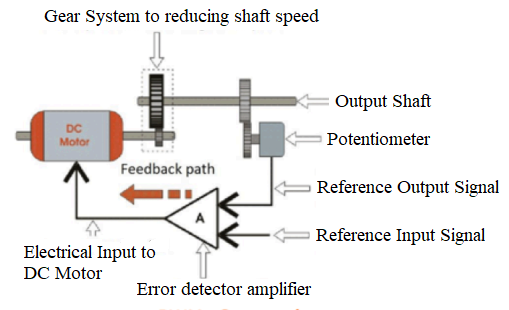 Gear System to reducing shaft speed
Output Shaft
DC
Motor
Potentiometer
Feedback path
Reference Output Signal
A
Reference Input Signal
Electrical Input to
DC Motor
Error detector amplifier